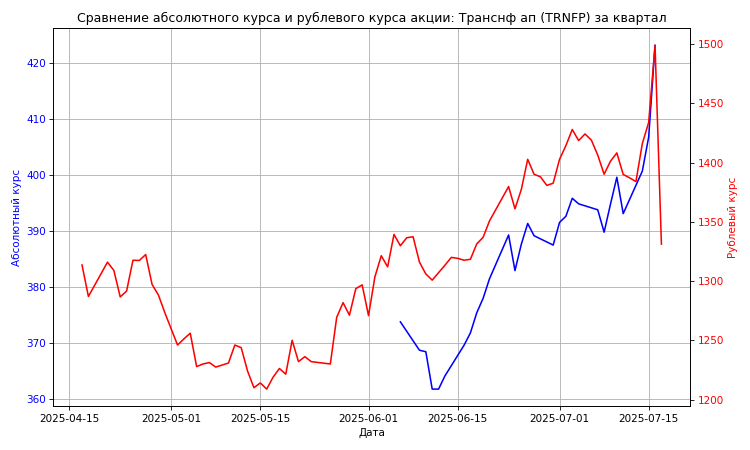 Сравнение абсолютного курса и рублевого курса акции: Транснф ап (TRNFP) за квартал
Абсолютный курс
420
410
400
390
380
370
360
1500
1450
1400
1350
1300
1250
1200
Рублевый курс
2025-04-15 2025-05-01 2025-05-15 2025-06-01 2025-06-15 2025-07-01 2025-07-15
Дата